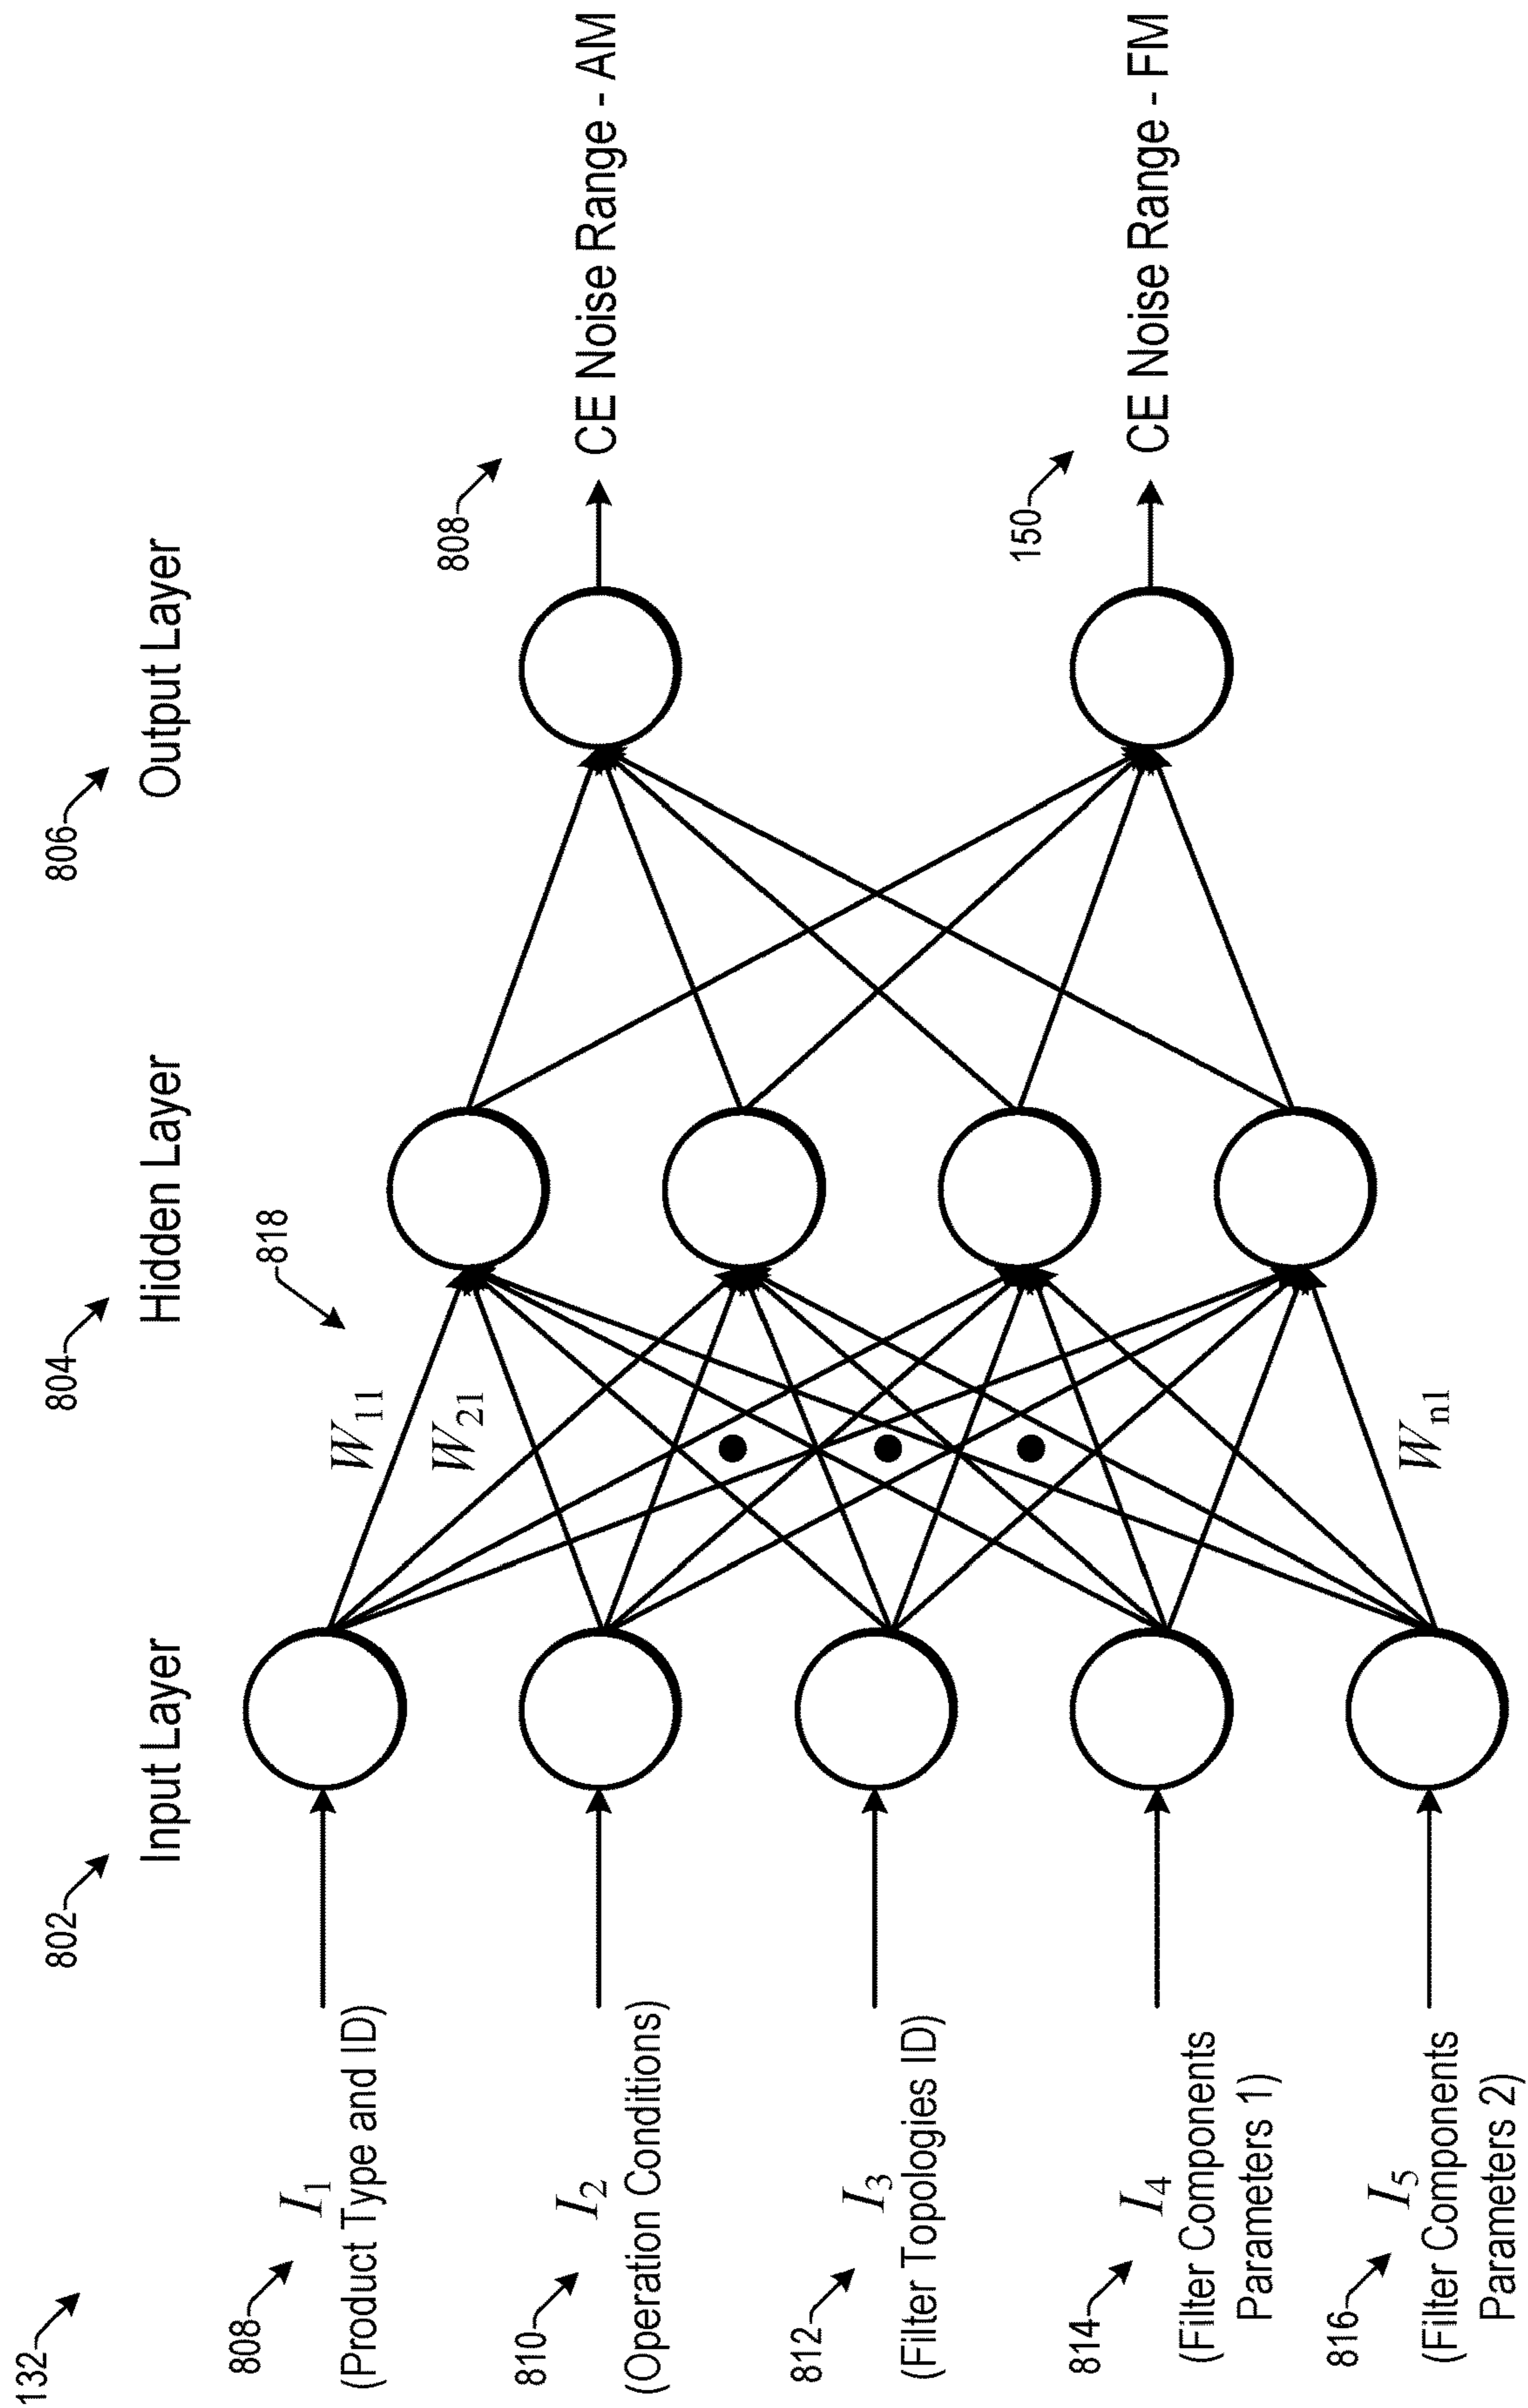 132
802
Input Layer
804
Hidden Layer
806
Output Layer
808
I1
(Product Type and ID)
810
I2
(Operation Conditions)
812
I3
(Filter Topologies ID)
814
I4
(Filter Components
Parameters 1)
816
I5
(Filter Components
Parameters 2)
818
W11
W21
Wn1
808
CE Noise Range - AM
150
CE Noise Range - FM